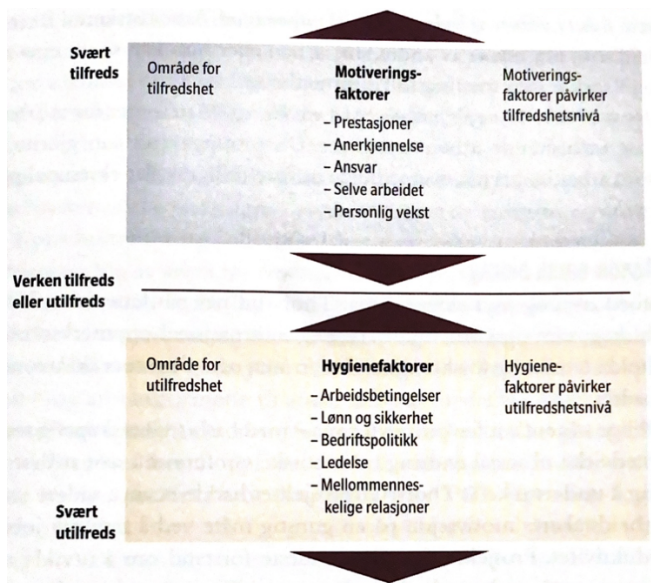 Svært
tilfreds
Område for
tilfredshet
Motiverings-
faktorer
– Prestasjoner
– Anerkjennelse
– Ansvar
– Selve arbeidet
– Personlig vekst
Motiverings-
faktorer påvirker
tilfredshetsnivå
Verken tilfreds
eller utilfreds
Område for
utilfredshet
Hygienefaktorer
– Arbeidsbetingelser
– Lønn og sikkerhet
– Bedriftspolitikk
– Ledelse
– Mellommennes-
kelige relasjoner
Hygiene-
faktorer påvirker
utilfredshetsnivå
Svært
utilfreds